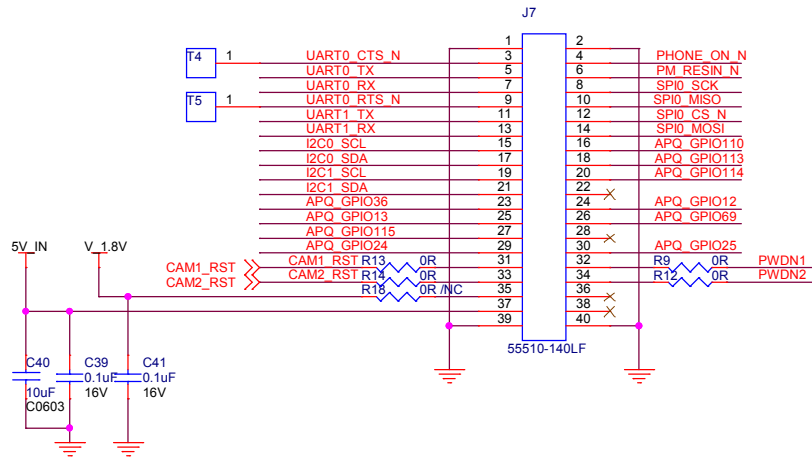 J7
1 2
T4 1 UART0_CTS_N 3 4 PHONE_ON_N
UART0_TX 5 6 PM_RESIN_N
UART0_RX 7 8 SPI0_SCK
T5 1 UART0_RTS_N 9 10 SPI0_MISO
UART1_TX 11 12 SPI0_CS_N
UART1_RX 13 14 SPI0_MOSI
I2C0_SCL 15 16 APQ_GPIO110
I2C0_SDA 17 18 APQ_GPIO113
I2C1_SCL 19 20 APQ_GPIO114
I2C1_SDA 21 22
APQ_GPIO36 23 24 APQ_GPIO12
APQ_GPIO13 25 26 APQ_GPIO69
APQ_GPIO115 27 28
5V_IN V_1.8V APQ_GPIO24 29 30 APQ_GPIO25
CAM1_RST CAM1_RST R13 0R 31 32 R9 0R PWDN1
CAM2_RST CAM2_RST R14 0R 33 34 R12 0R PWDN2
R18 0R /NC 35 36
37 38
39 40
55510-140LF
C40 C39 C41
10uF 0.1uF 0.1uF
C0603 16V 16V